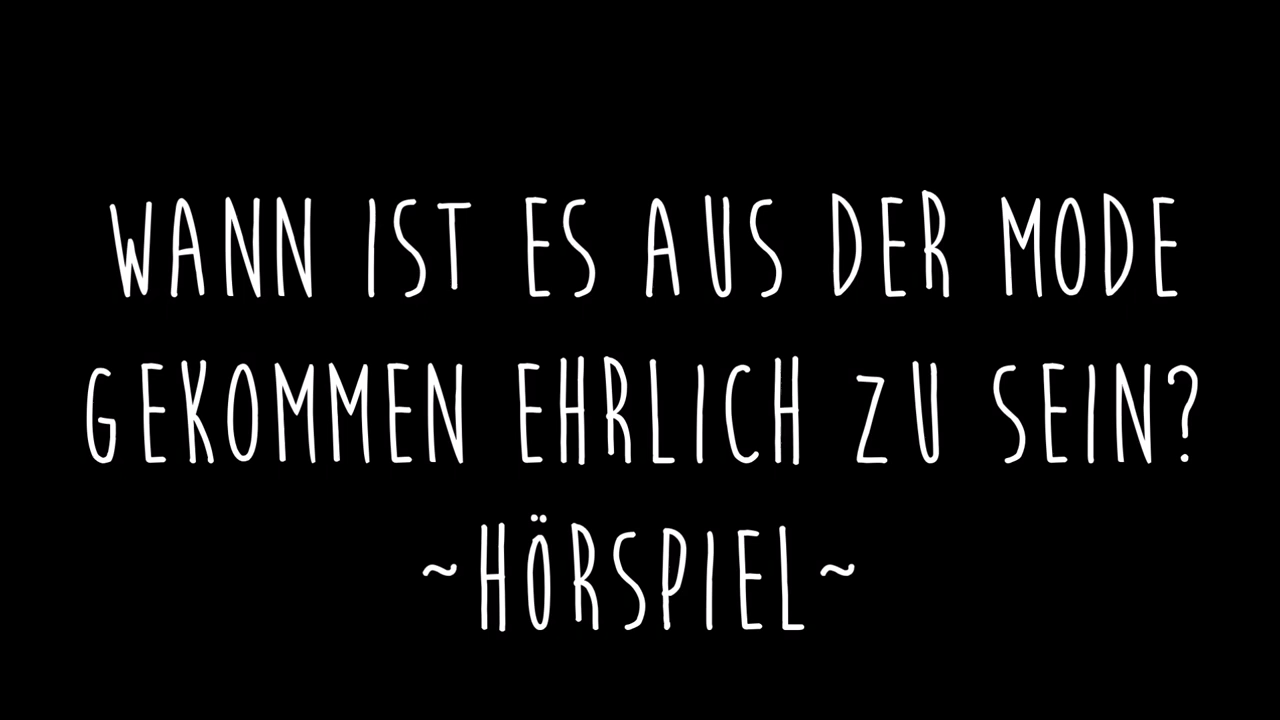 WANN IST ES AUS DER MODE
GEKOMMEN EHRLICH ZU SEIN?
~HÖRSPIEL~